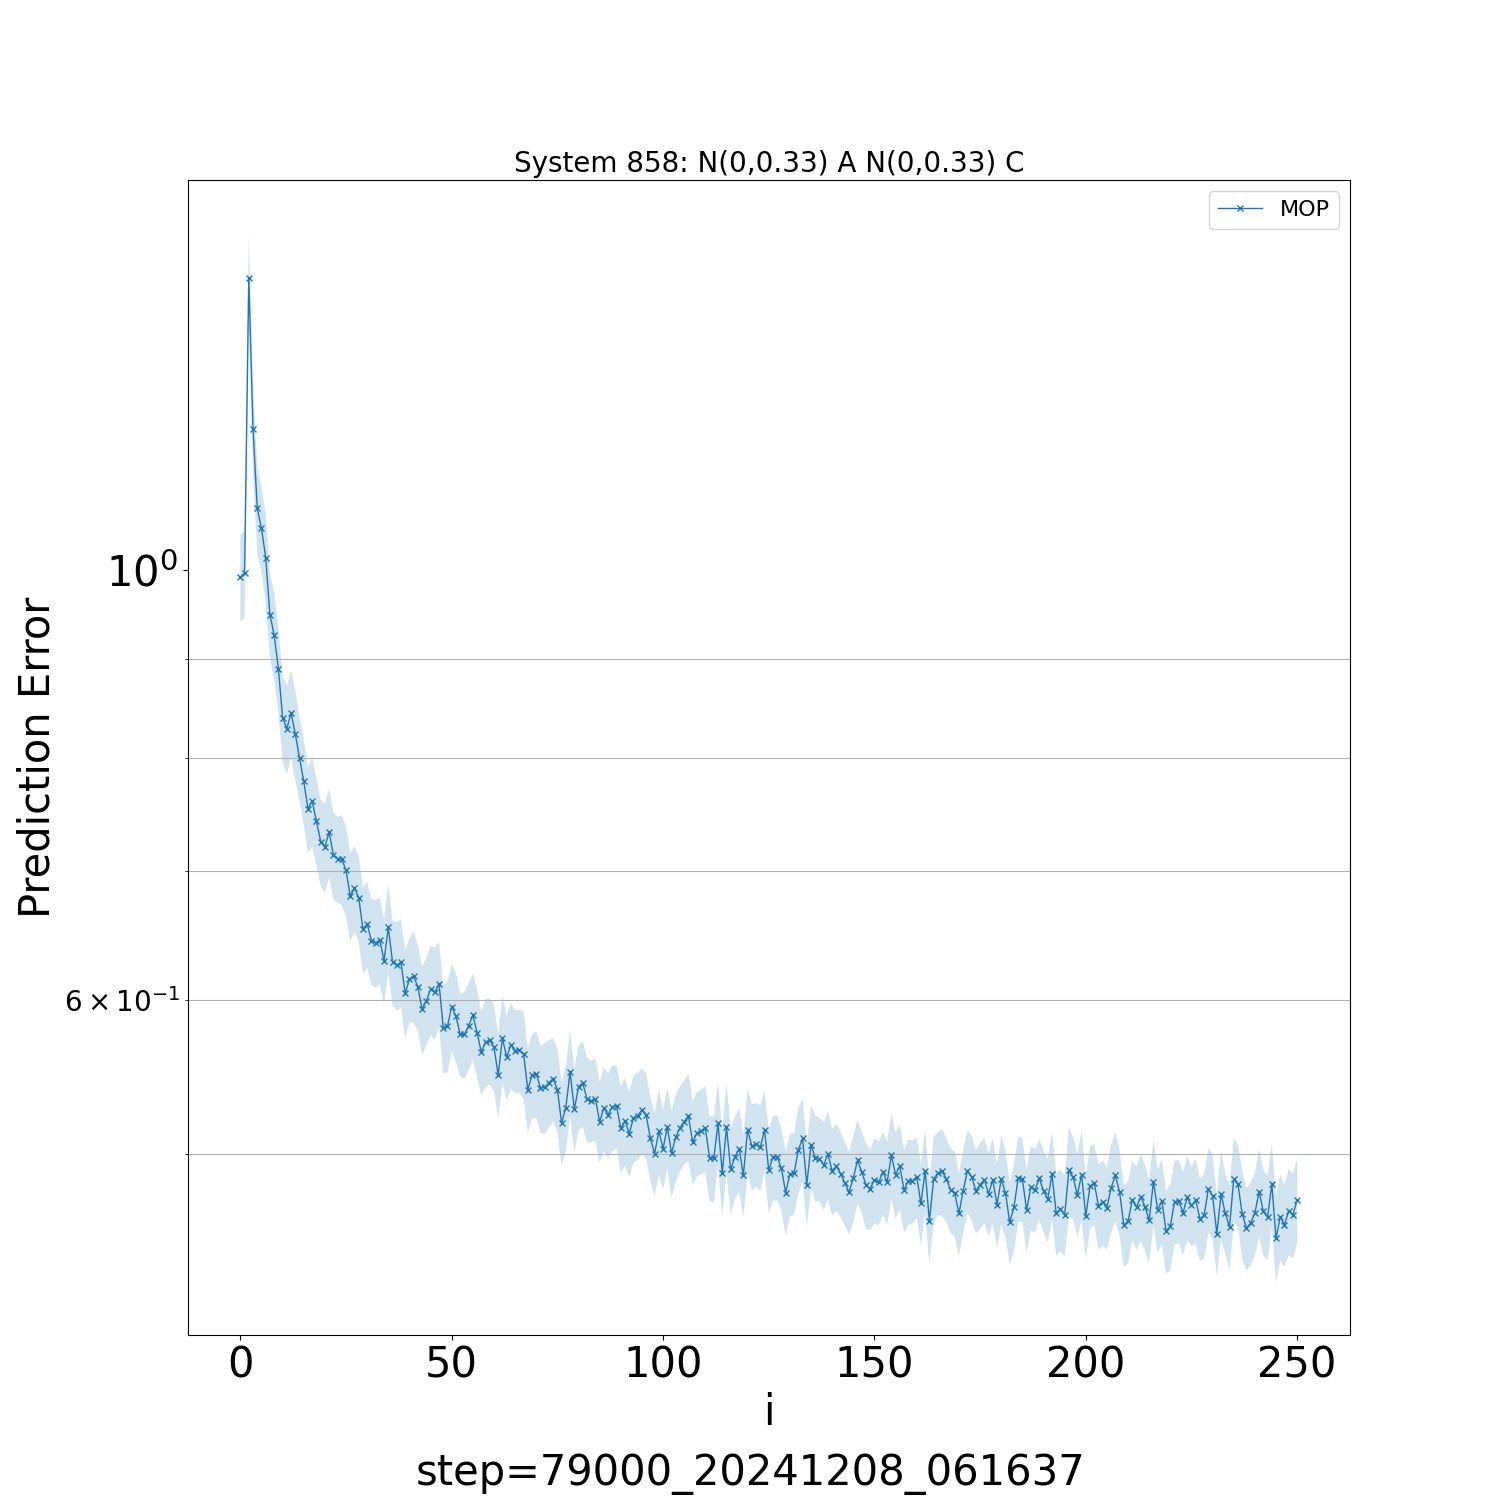 System 858: N(0,0.33) A N(0,0.33) C
MOP
Prediction Error
10⁰
6 × 10⁻¹
0 50 100 150 200 250
i
step=79000_20241208_061637